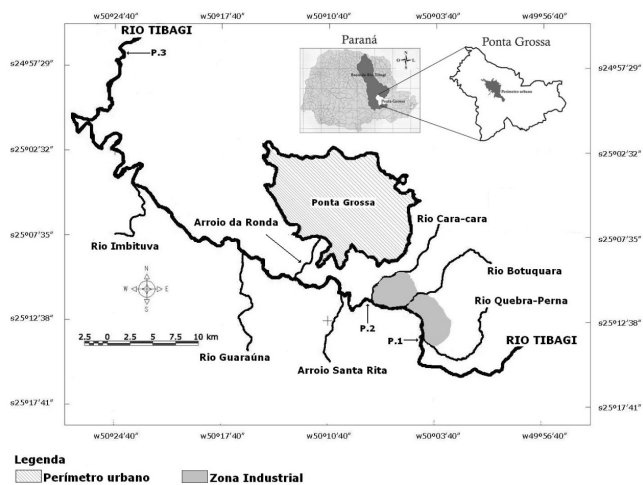 w50°24'40"
w50°17'40"
w50°10'40"
w50°03'40"
w49°56'40"
RIO TIBAGI
P.3
Paraná
Ponta Grossa
Perímetro urbano
s24°57'29"
s24°57'29"
s25°02'32"
s25°02'32"
Ponta Grossa
Rio Cara-cara
Arroio da Ronda
s25°07'35"
s25°07'35"
Rio Imbituva
Rio Botuquara
Rio Quebra-Perna
N
W
E
S
s25°12'38"
s25°12'38"
2.5 0 2.5 5 7.5 10 km
P.2
P.1
RIO TIBAGI
Rio Guaraúna
Arroio Santa Rita
s25°17'41"
s25°17'41"
w50°24'40"
w50°17'40"
w50°10'40"
w50°03'40"
w49°56'40"
Legenda
Perímetro urbano
Zona Industrial